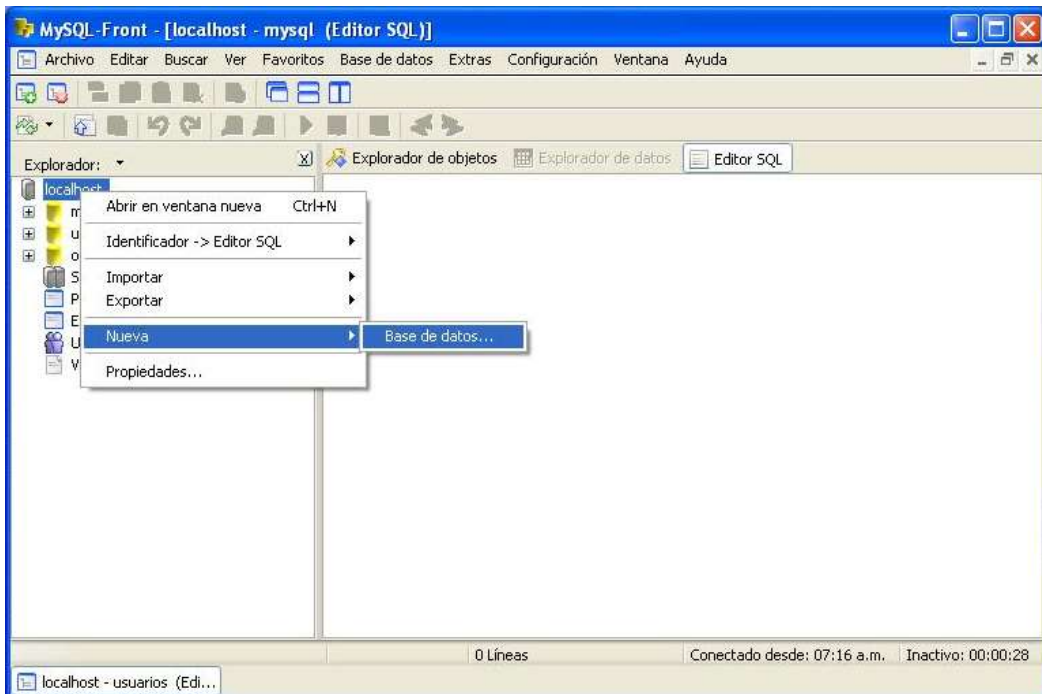 MySQL-Front - [localhost - mysql (Editor SQL)]
Archivo Editar Buscar Ver Favoritos Base de datos Extras Configuración Ventana Ayuda
Explorador:
Explorador de objetos Explorador de datos Editor SQL
localhost
m
u
o
S
P
E
U
V
Abrir en ventana nueva Ctrl+N
Identificador -> Editor SQL
Importar
Exportar
Nueva
Base de datos...
Propiedades...
0 Líneas Conectado desde: 07:16 a.m. Inactivo: 00:00:28
localhost - usuarios (Edi...